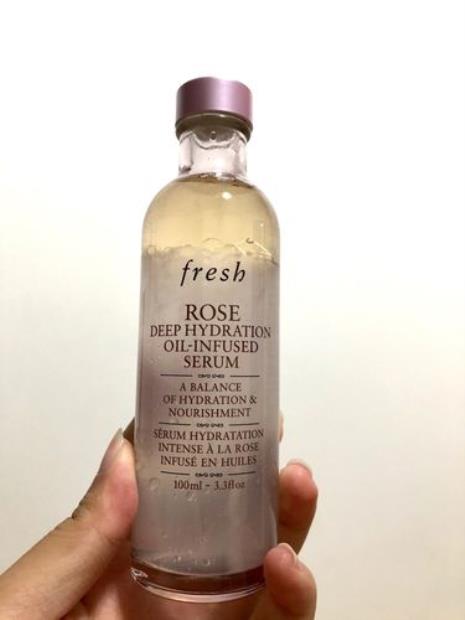 fresh
ROSE
DEEP HYDRATION
OIL-INFUSED
SERUM
A BALANCE
OF HYDRATION &
NOURISHMENT
SÉRUM HYDRATATION
INTENSE À LA ROSE
INFUSÉ EN HUILES
100ml - 3.3fl oz